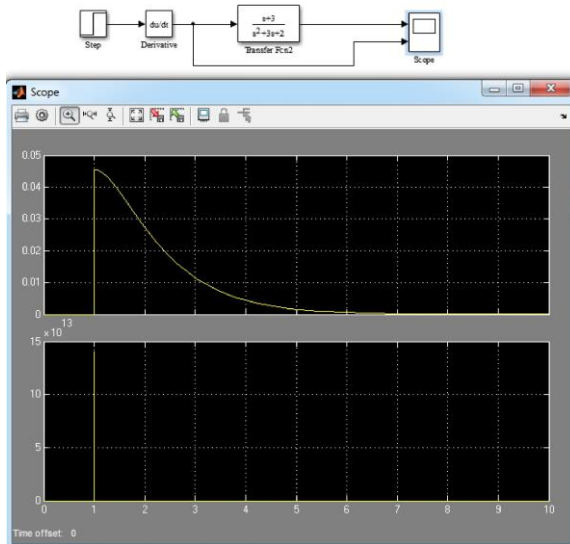 s+3
du/dt
s²+3s+2
Step
Derivative
Transfer Fcn2
Scope
Scope
0.05
0.04
0.03
0.02
0.01
0
x 10¹³
15
10
5
0
0 1 2 3 4 5 6 7 8 9 10
Time offset: 0